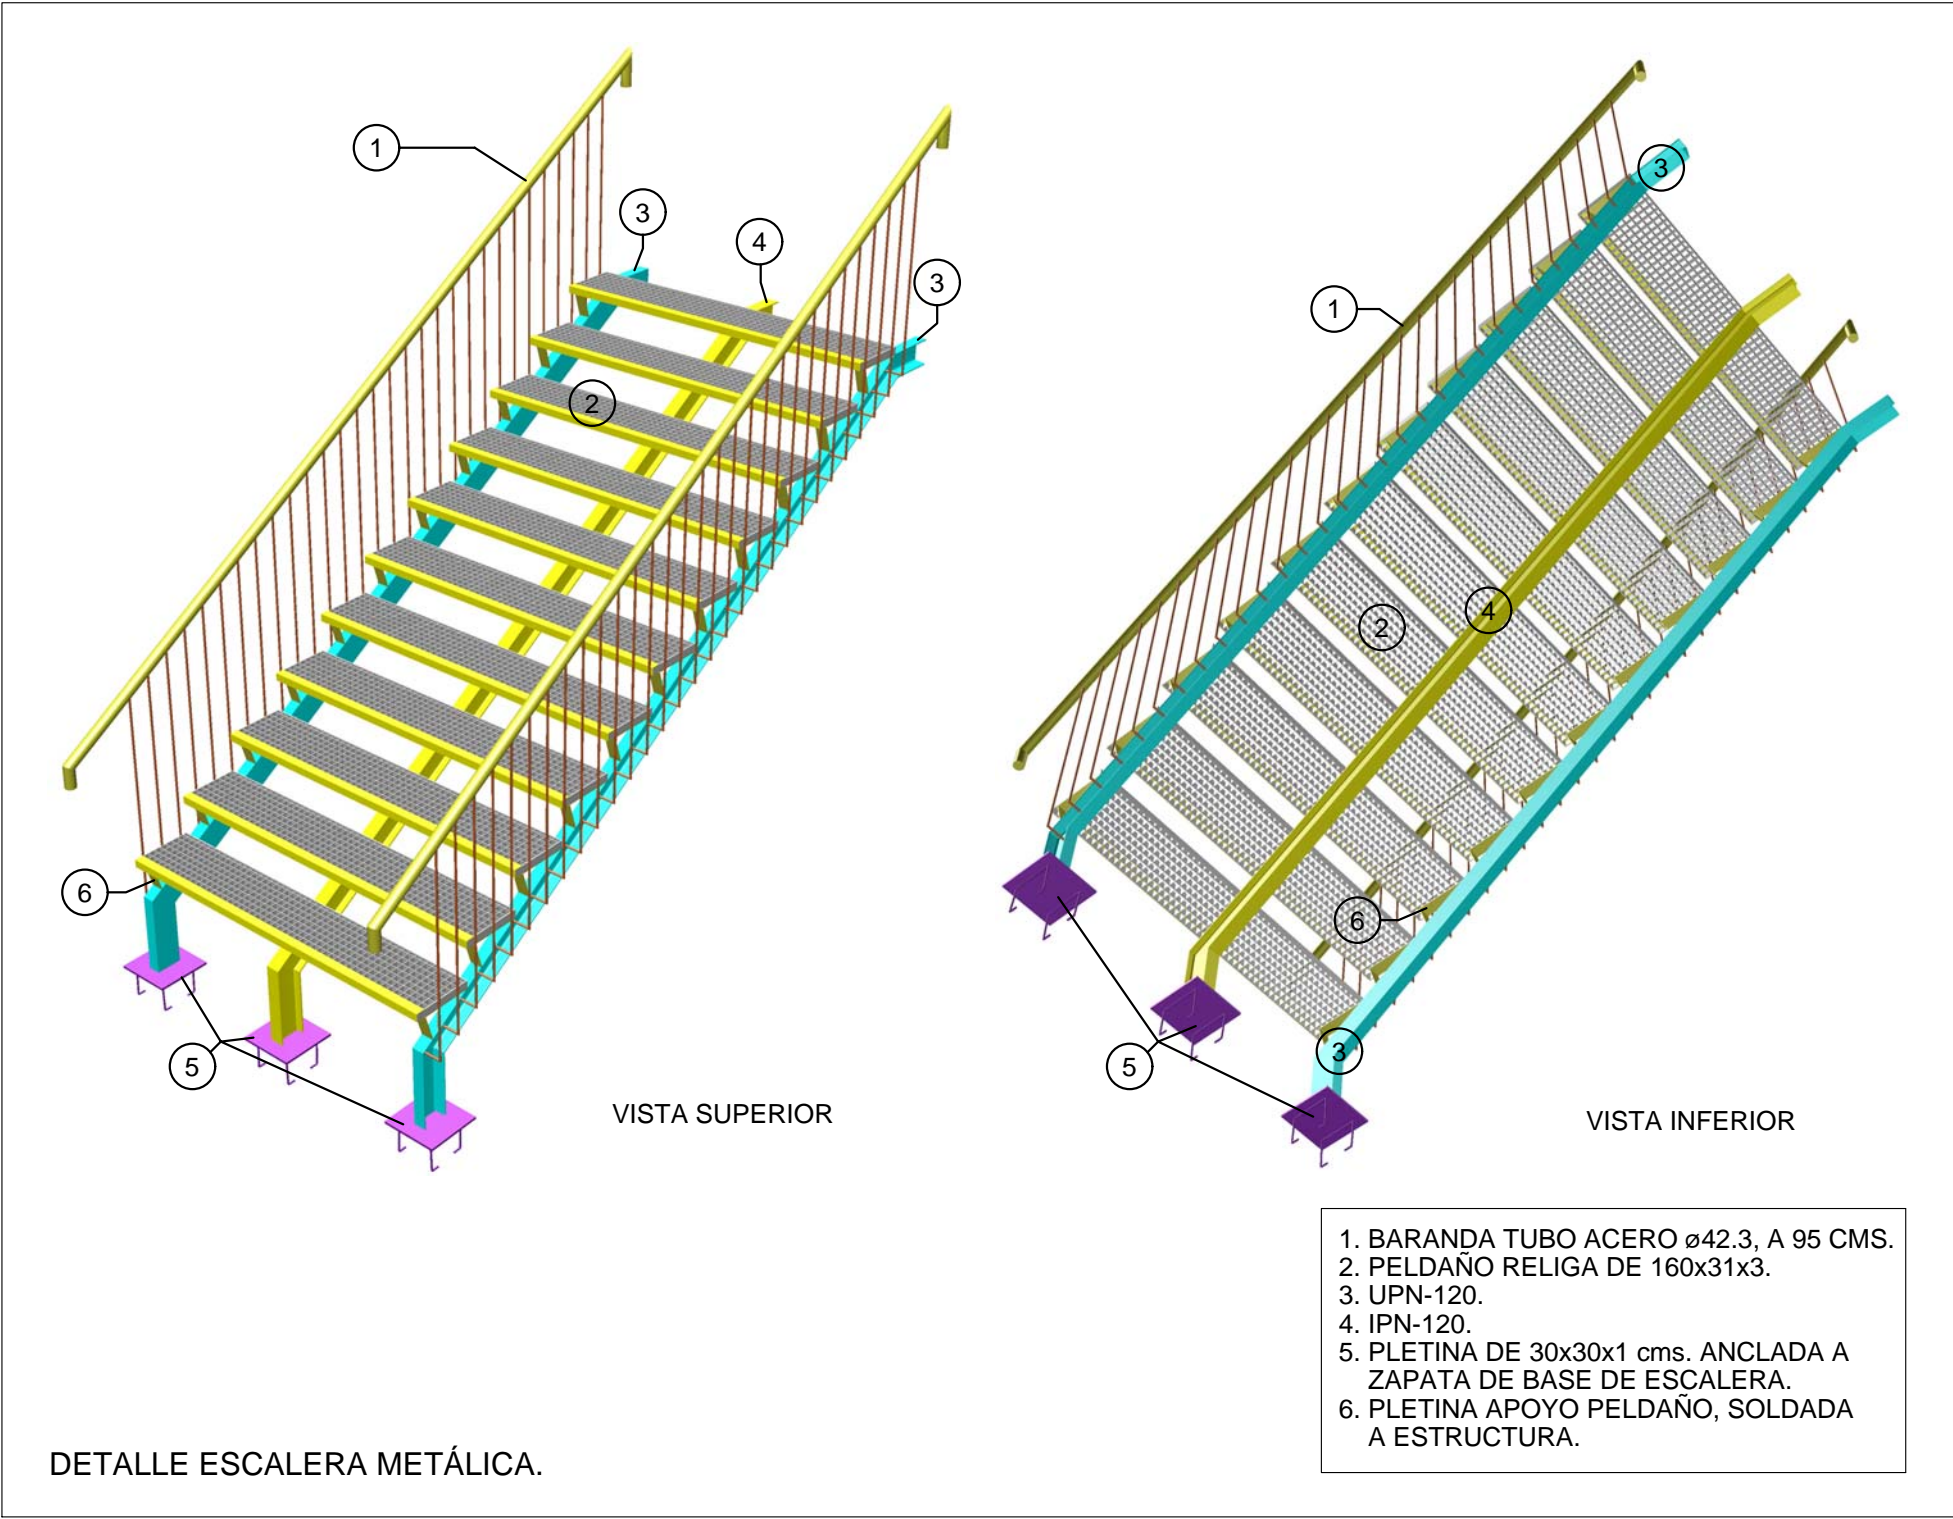 1
3
4
3
2
6
5
VISTA SUPERIOR
3
1
2
4
6
3
5
VISTA INFERIOR
1. BARANDA TUBO ACERO ø42.3, A 95 CMS.
2. PELDAÑO RELIGA DE 160x31x3.
3. UPN-120.
4. IPN-120.
5. PLETINA DE 30x30x1 cms. ANCLADA A
ZAPATA DE BASE DE ESCALERA.
6. PLETINA APOYO PELDAÑO, SOLDADA
A ESTRUCTURA.
DETALLE ESCALERA METÁLICA.